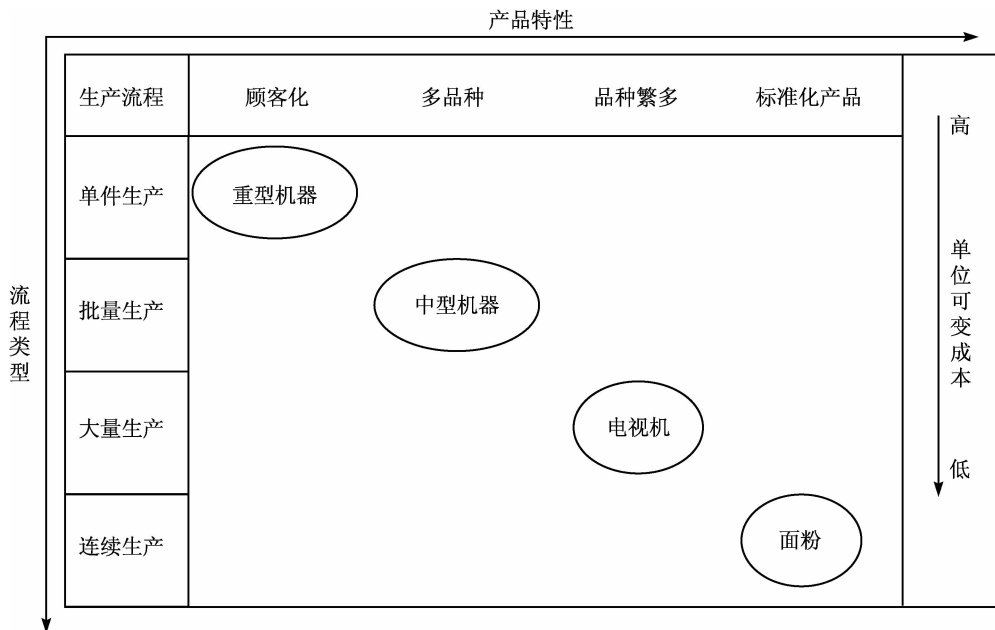 产品特性
生产流程
顾客化
多品种
品种繁多
标准化产品
高
单件生产
重型机器
流程类型
批量生产
中型机器
单位可变成本
大量生产
电视机
低
连续生产
面粉